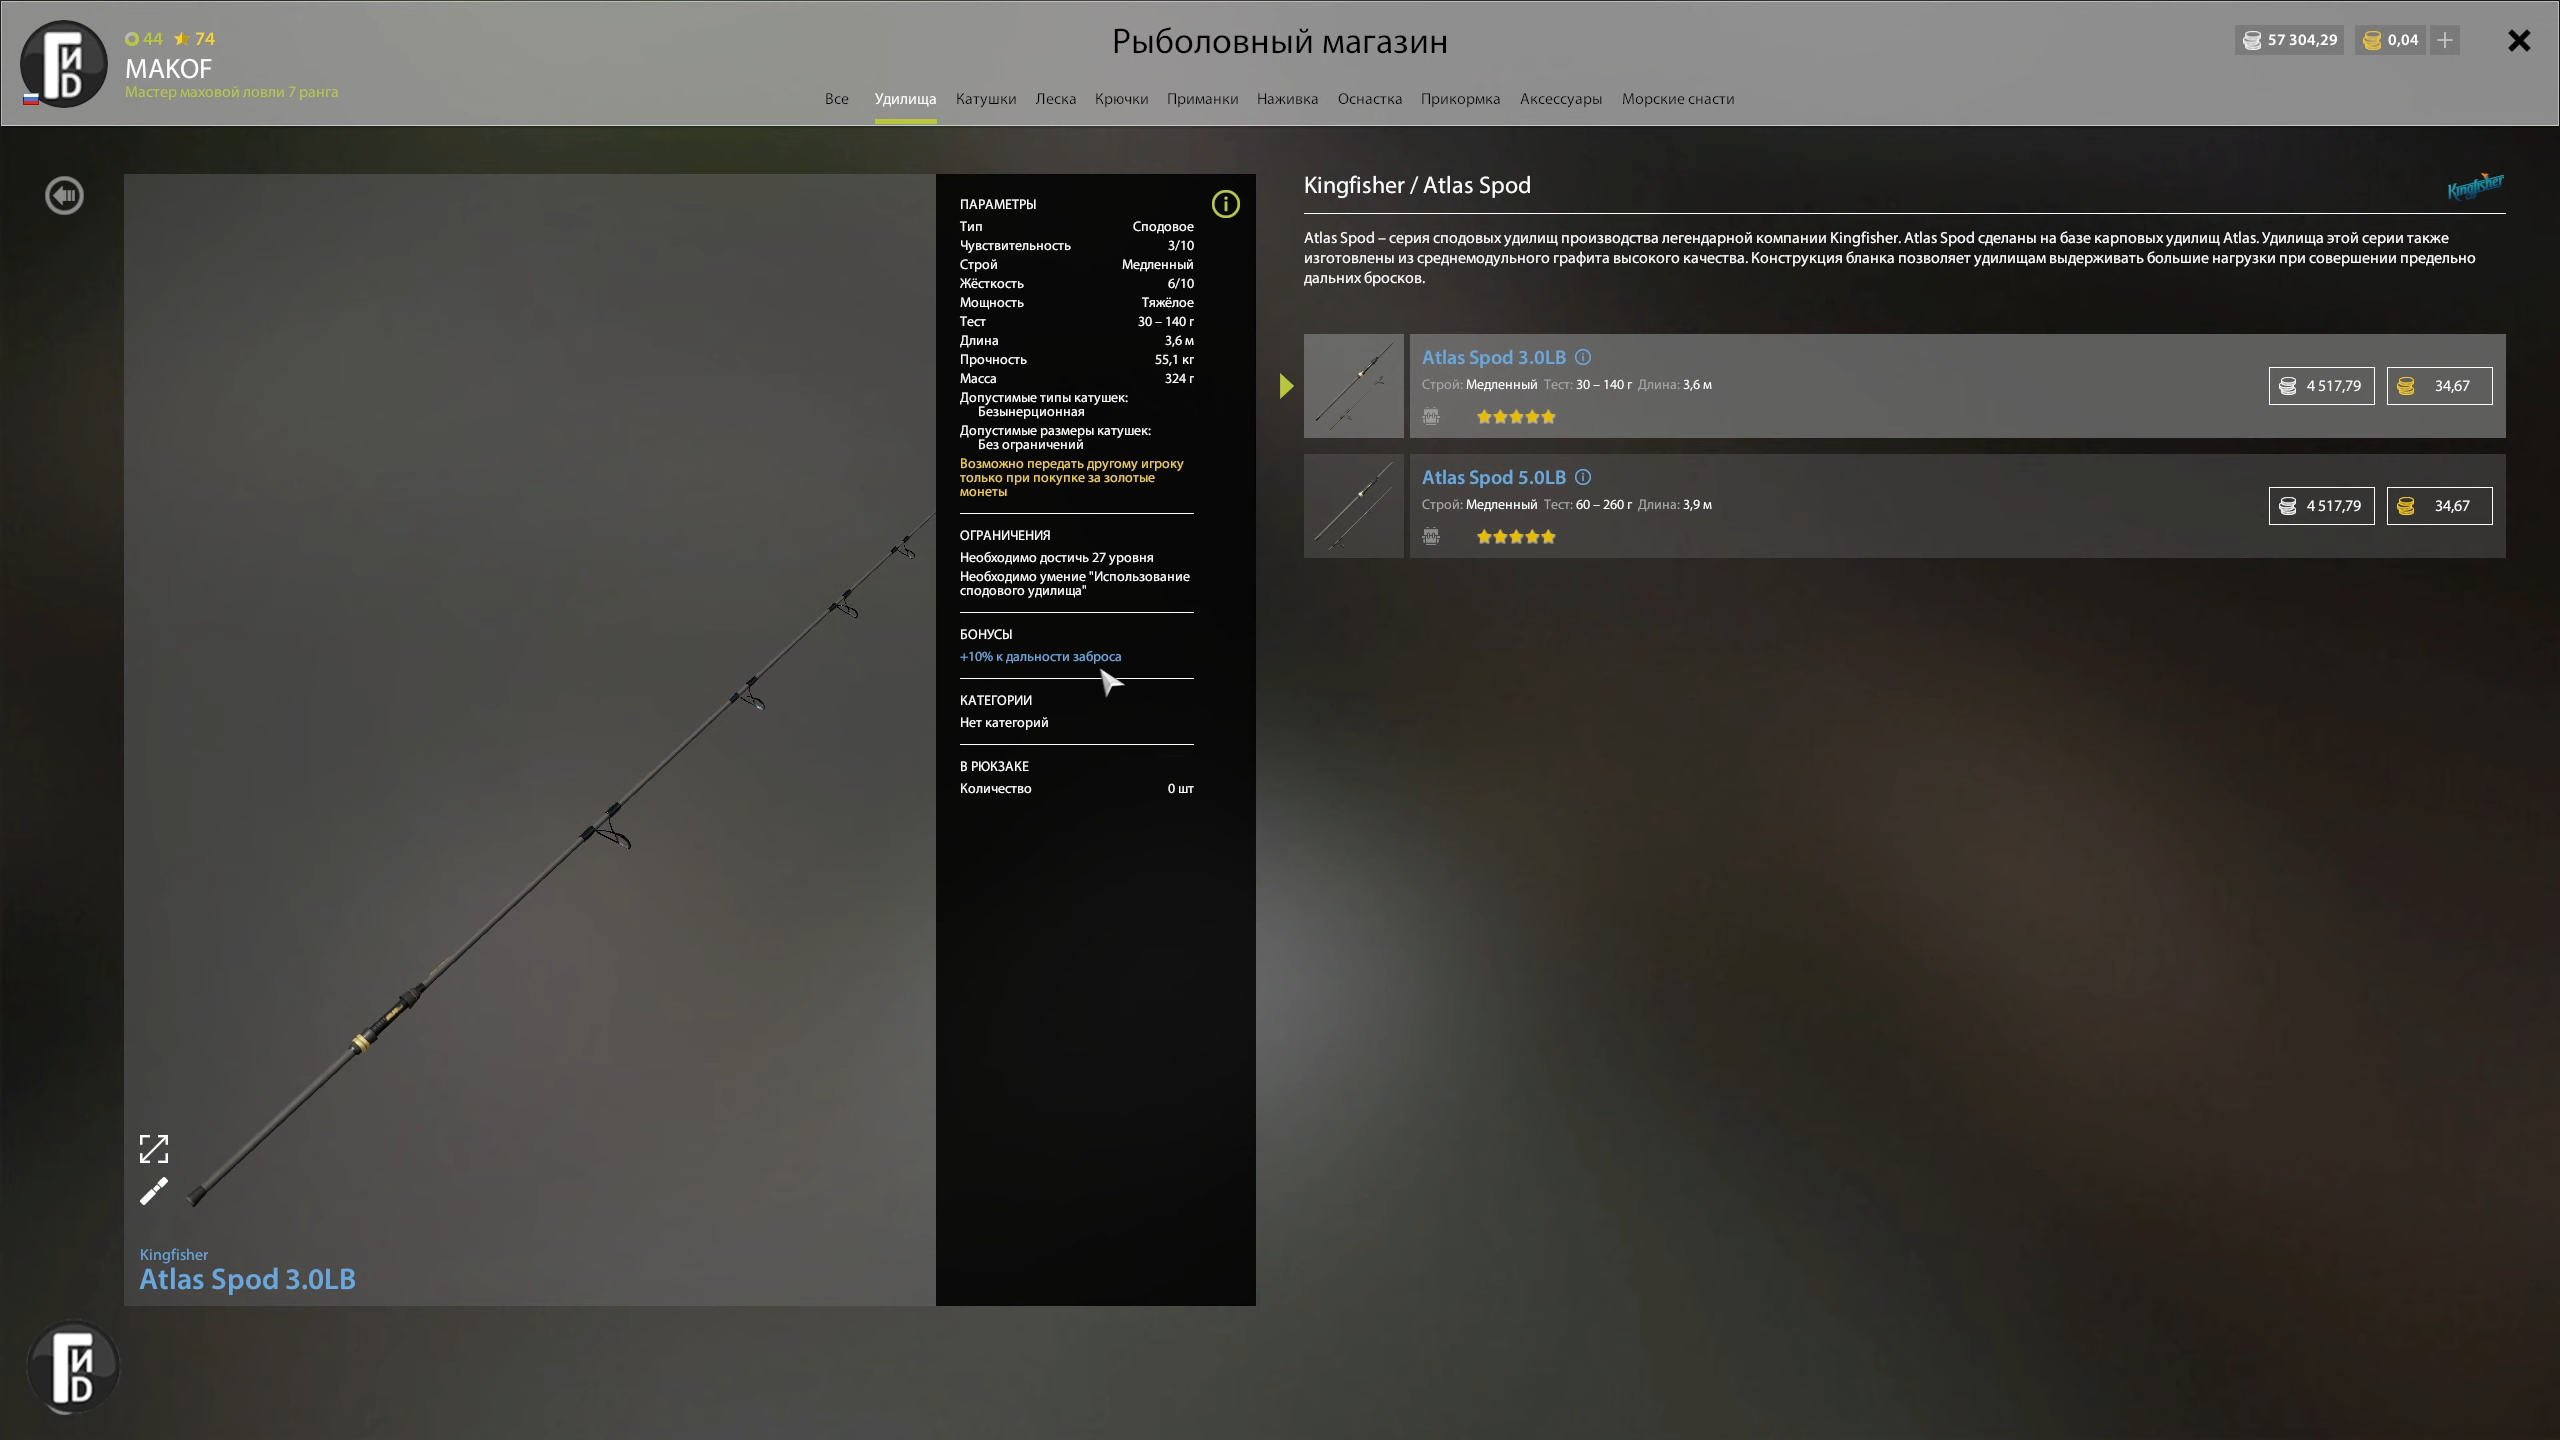 44 74
MAKOF
Мастер маховой ловли 7 ранга
Рыболовный магазин
57 304,29
0,04
Все Удилища Катушки Леска Крючки Приманки Наживка Оснастка Прикормка Аксессуары Морские снасти
ПАРАМЕТРЫ
Тип Сподовое
Чувствительность 3/10
Строй Медленный
Жёсткость 6/10
Мощность Тяжёлое
Тест 30 – 140 г
Длина 3,6 м
Прочность 55,1 кг
Масса 324 г
Допустимые типы катушек:
Безынерционная
Допустимые размеры катушек:
Без ограничений
Возможно передать другому игроку
только при покупке за золотые
монеты
ОГРАНИЧЕНИЯ
Необходимо достичь 27 уровня
Необходимо умение "Использование
сподового удилища"
БОНУСЫ
+10% к дальности заброса
КАТЕГОРИИ
Нет категорий
В РЮКЗАКЕ
Количество 0 шт
Kingfisher
Atlas Spod 3.0LB
Kingfisher / Atlas Spod
Kingfisher
Atlas Spod – серия сподовых удилищ производства легендарной компании Kingfisher. Atlas Spod сделаны на базе карповых удилищ Atlas. Удилища этой серии также
изготовлены из среднемодульного графита высокого качества. Конструкция бланка позволяет удилищам выдерживать большие нагрузки при совершении предельно
дальних бросков.
Atlas Spod 3.0LB
Строй: Медленный Тест: 30 – 140 г Длина: 3,6 м
4 517,79 34,67
Atlas Spod 5.0LB
Строй: Медленный Тест: 60 – 260 г Длина: 3,9 м
4 517,79 34,67
ГИD
ГИD